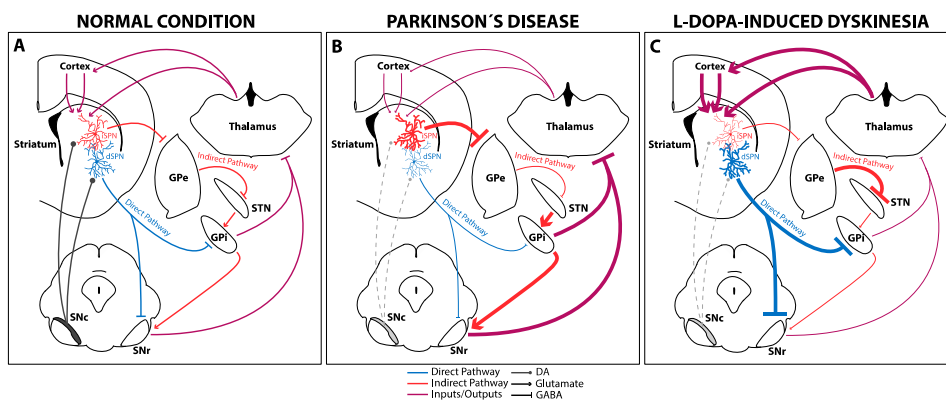 NORMAL CONDITION
A
Cortex
Thalamus
Striatum
iSPN
dSPN
Indirect Pathway
GPe
STN
Direct Pathway
GPi
SNc
SNr
PARKINSON´S DISEASE
B
Cortex
Thalamus
Striatum
iSPN
dSPN
Indirect Pathway
GPe
STN
Direct Pathway
GPi
SNc
SNr
L-DOPA-INDUCED DYSKINESIA
C
Cortex
Thalamus
Striatum
iSPN
dSPN
Indirect Pathway
GPe
STN
Direct Pathway
GPi
SNc
SNr
Direct Pathway
Indirect Pathway
Inputs/Outputs
DA
Glutamate
GABA